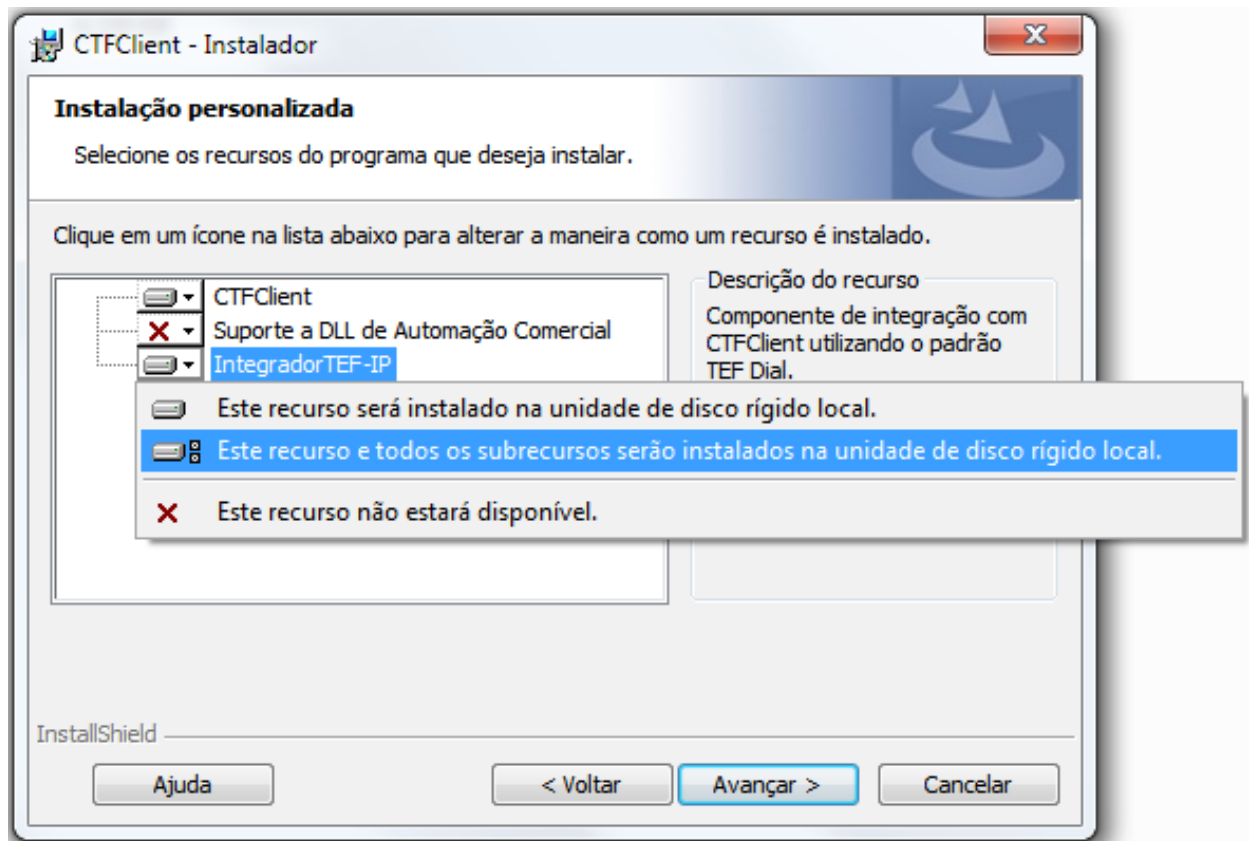 CTFClient - Instalador
Instalação personalizada
Selecione os recursos do programa que deseja instalar.
Clique em um ícone na lista abaixo para alterar a maneira como um recurso é instalado.
CTFClient
Suporte a DLL de Automação Comercial
IntegradorTEF-IP
Descrição do recurso
Componente de integração com
CTFClient utilizando o padrão
TEF Dial.
Este recurso será instalado na unidade de disco rígido local.
Este recurso e todos os subrecursos serão instalados na unidade de disco rígido local.
Este recurso não estará disponível.
InstallShield
Ajuda
< Voltar
Avançar >
Cancelar